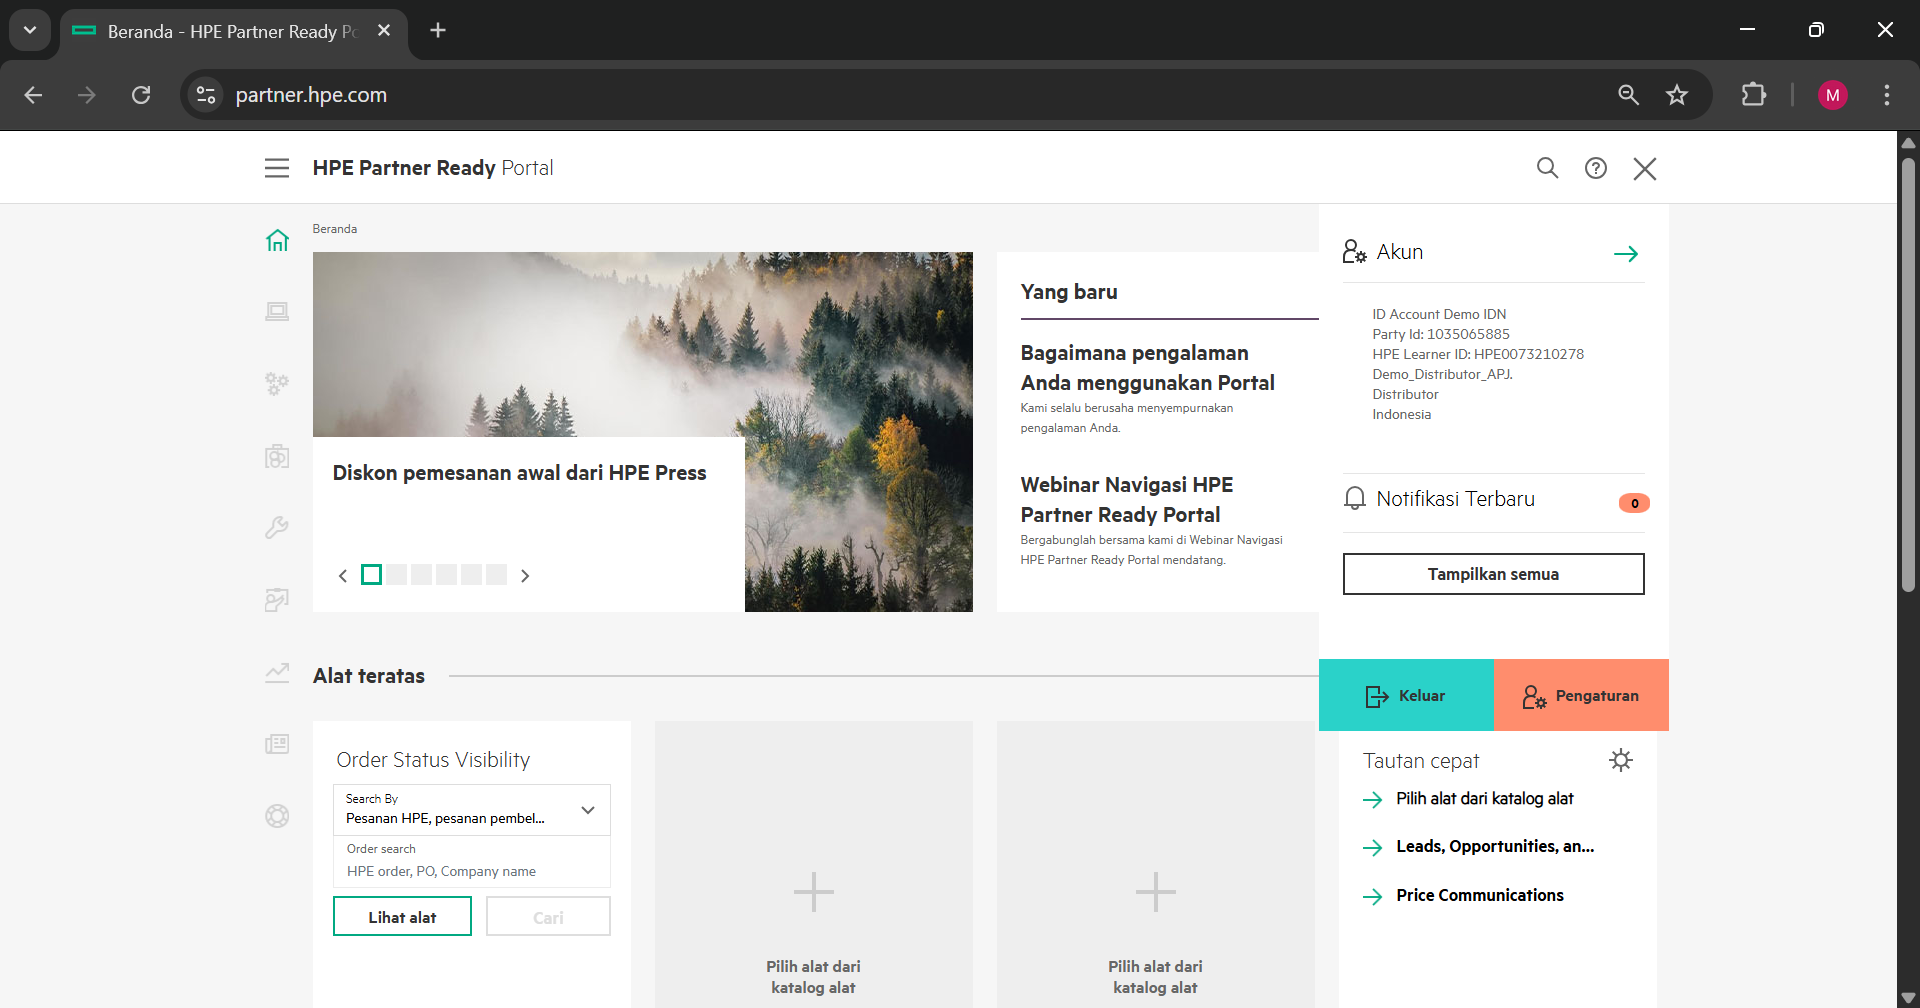 Beranda - HPE Partner Ready Po
partner.hpe.com
M
HPE Partner Ready Portal
Beranda
Diskon pemesanan awal dari HPE Press
Yang baru
Bagaimana pengalaman
Anda menggunakan Portal
Kami selalu berusaha menyempurnakan
pengalaman Anda.
Webinar Navigasi HPE
Partner Ready Portal
Bergabunglah bersama kami di Webinar Navigasi
HPE Partner Ready Portal mendatang.
Akun
ID Account Demo IDN
Party Id: 1035065885
HPE Learner ID: HPE0073210278
Demo_Distributor_APJ.
Distributor
Indonesia
Notifikasi Terbaru
0
Tampilkan semua
Keluar
Pengaturan
Alat teratas
Order Status Visibility
Search By
Pesanan HPE, pesanan pembel...
Order search
HPE order, PO, Company name
Lihat alat
Cari
Pilih alat dari
katalog alat
Pilih alat dari
katalog alat
Tautan cepat
Pilih alat dari katalog alat
Leads, Opportunities, an...
Price Communications